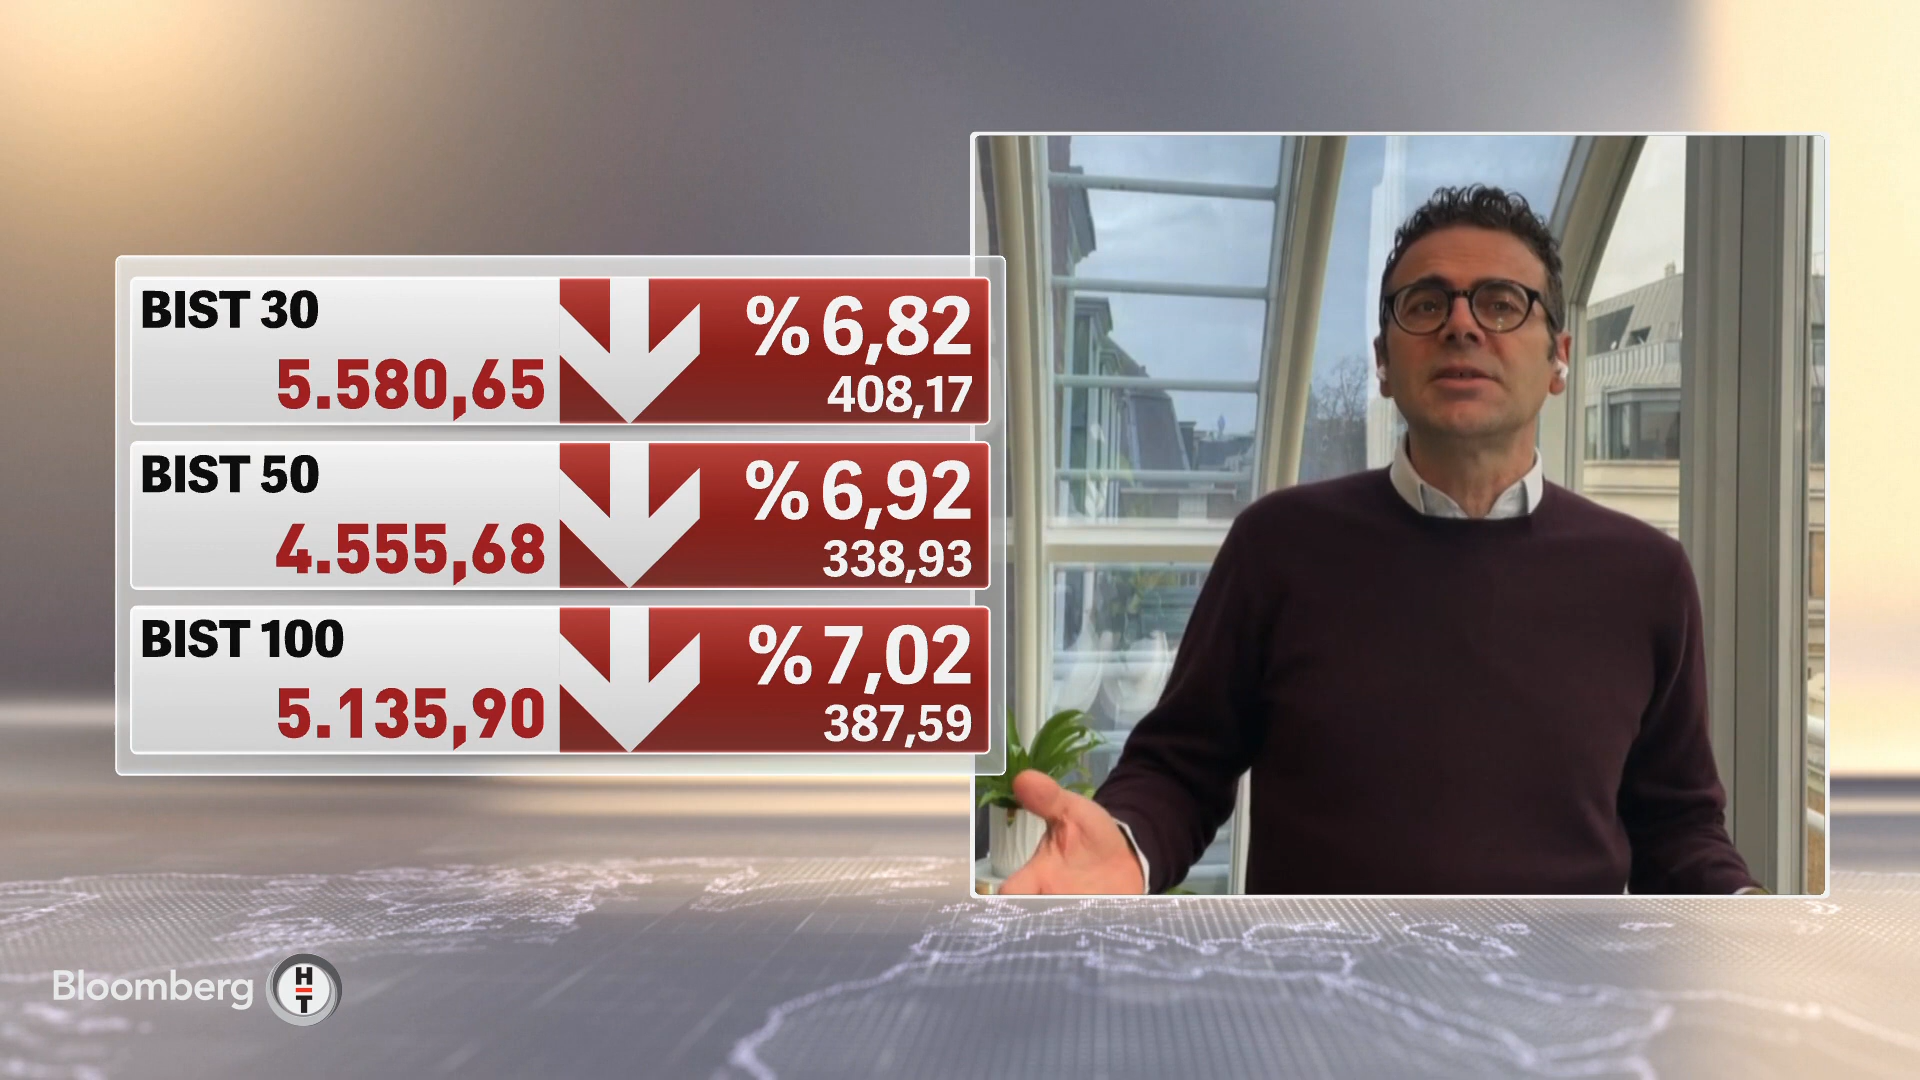 BIST 30
5.580,65
%6,82
408,17
BIST 50
4.555,68
%6,92
338,93
BIST 100
5.135,90
%7,02
387,59
Bloomberg HT